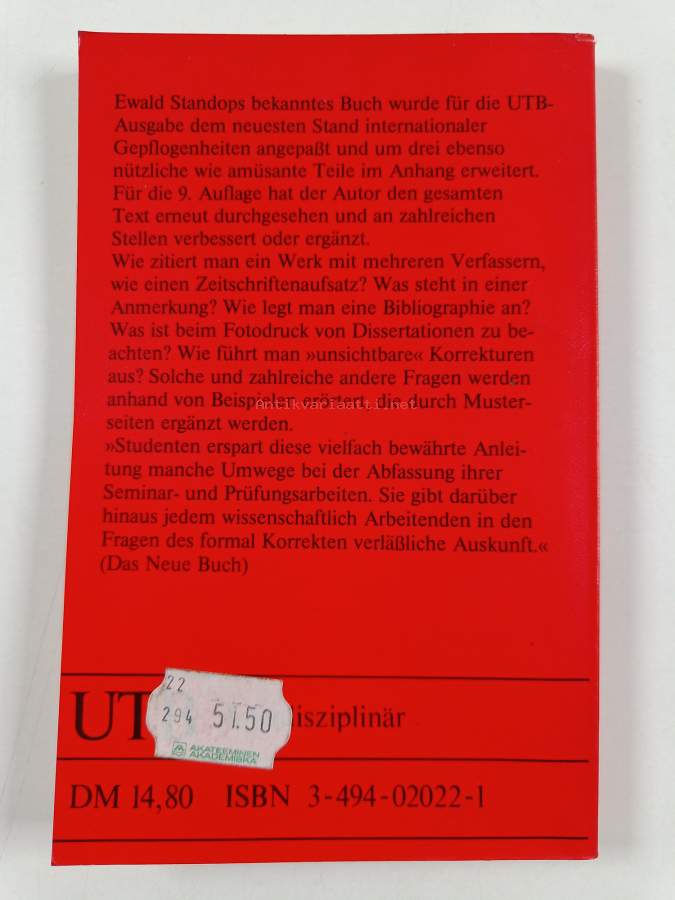 Ewald Standops bekanntes Buch wurde für die UTB-
Ausgabe dem neuesten Stand internationaler
Gepflogenheiten angepaßt und um drei ebenso
nützliche wie amüsante Teile im Anhang erweitert.
Für die 9. Auflage hat der Autor den gesamten
Text erneut durchgesehen und an zahlreichen
Stellen verbessert oder ergänzt.
Wie zitiert man ein Werk mit mehreren Verfassern,
wie einen Zeitschriftenaufsatz? Was steht in einer
Anmerkung? Wie legt man eine Bibliographie an?
Was ist beim Fotodruck von Dissertationen zu be-
achten? Wie führt man »unsichtbare« Korrekturen
aus? Solche und zahlreiche andere Fragen werden
anhand von Beispielen erörtert, die durch Muster-
seiten ergänzt werden.
Antikvariaatti.net
»Studenten erspart diese vielfach bewährte Anlei-
tung manche Umwege bei der Abfassung ihrer
Seminar- und Prüfungsarbeiten. Sie gibt darüber
hinaus jedem wissenschaftlich Arbeitenden in den
Fragen des formal Korrekten verläßliche Auskunft.«
(Das Neue Buch)
22
294 51.50
AKATEEMINEN
AKADEMISKA
UT isziplinär
DM 14,80 ISBN 3-494-02022-1